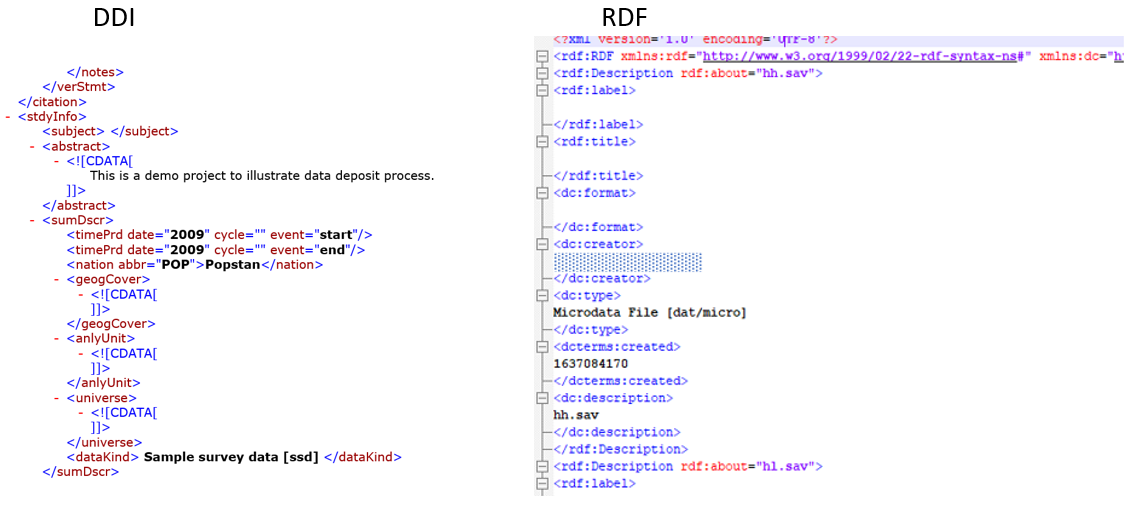 DDI
</notes>
</verStmt>
</citation>
- <stdyInfo>
<subject> </subject>
- <abstract>
- <![CDATA[
This is a demo project to illustrate data deposit process.
]]>
</abstract>
- <sumDscr>
<timePrd date="2009" cycle="" event="start"/>
<timePrd date="2009" cycle="" event="end"/>
<nation abbr="POP">Popstan</nation>
- <geogCover>
- <![CDATA[
]]>
</geogCover>
- <anlyUnit>
- <![CDATA[
]]>
</anlyUnit>
- <universe>
- <![CDATA[
]]>
</universe>
<dataKind> Sample survey data [ssd] </dataKind>
</sumDscr>
RDF
<?xml version='1.0' encoding='UTF-8'?>
<rdf:RDF xmlns:rdf="http://www.w3.org/1999/02/22-rdf-syntax-ns#" xmlns:dc="h
<rdf:Description rdf:about="hh.sav">
<rdf:label>
</rdf:label>
<rdf:title>
</rdf:title>
<dc:format>
</dc:format>
<dc:creator>
</dc:creator>
<dc:type>
Microdata File [dat/micro]
</dc:type>
<dcterms:created>
1637084170
</dcterms:created>
<dc:description>
hh.sav
</dc:description>
</rdf:Description>
<rdf:Description rdf:about="hl.sav">
<rdf:label>